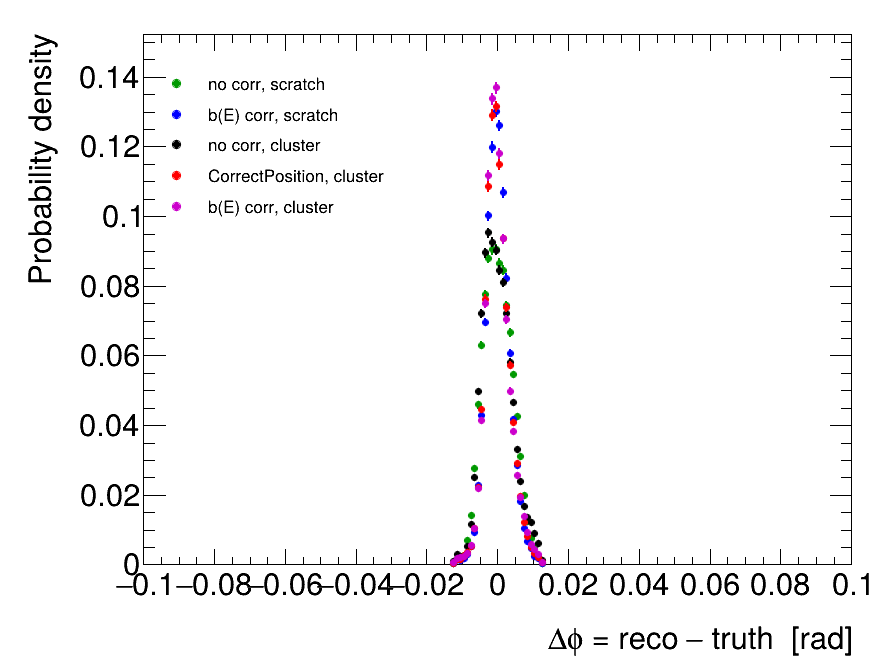 Probability density
0.14
0.12
0.1
0.08
0.06
0.04
0.02
0
no corr, scratch
b(E) corr, scratch
no corr, cluster
CorrectPosition, cluster
b(E) corr, cluster
−0.1 −0.08 −0.06 −0.04 −0.02 0 0.02 0.04 0.06 0.08 0.1
Δϕ = reco − truth [rad]